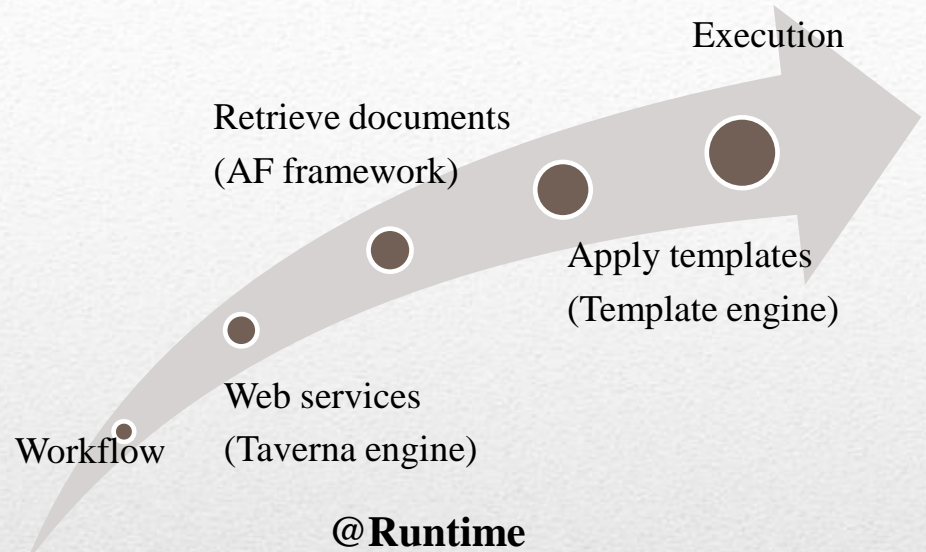 Execution
Retrieve documents
(AF framework)
Apply templates
(Template engine)
Web services
(Taverna engine)
Workflow
@Runtime